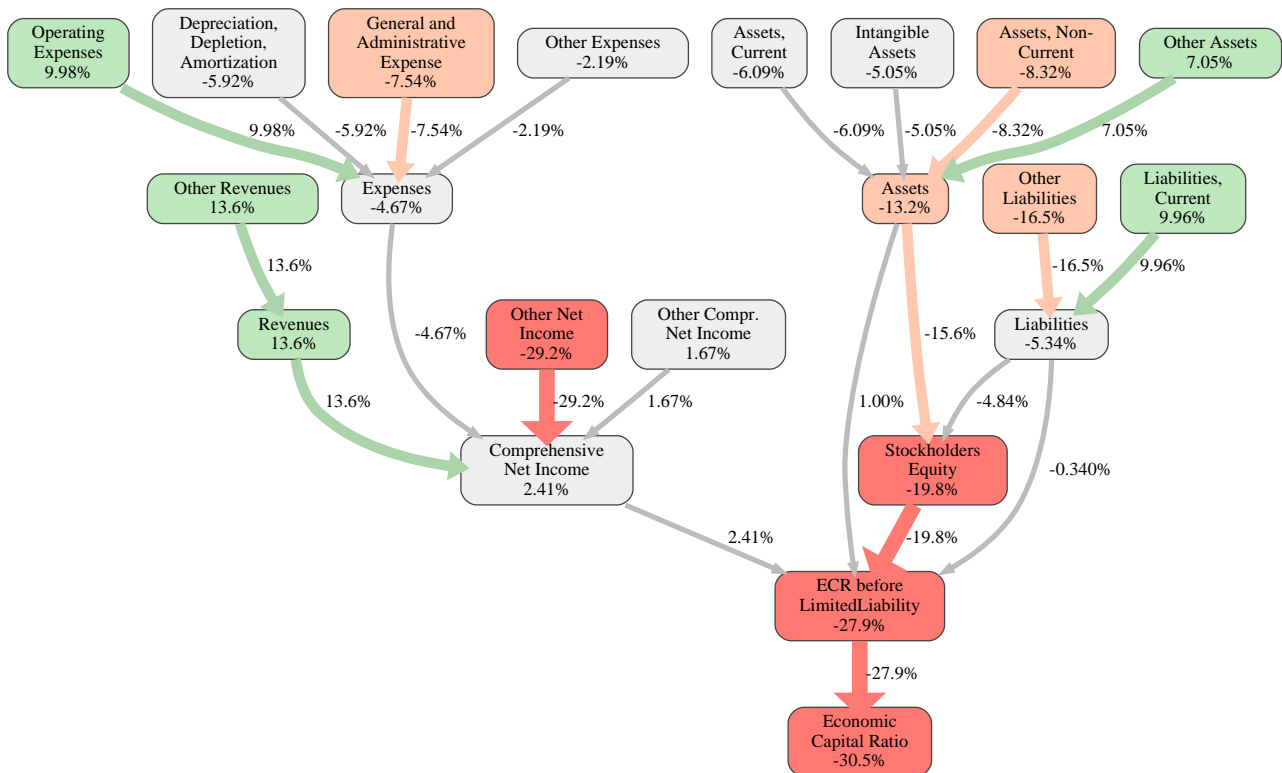 Operating
Expenses
9.98%
Depreciation,
Depletion,
Amortization
-5.92%
General and
Administrative
Expense
-7.54%
Other Expenses
-2.19%
Assets,
Current
-6.09%
Intangible
Assets
-5.05%
Assets, Non-
Current
-8.32%
Other Assets
7.05%
9.98%
-5.92%
-7.54%
-2.19%
-6.09%
-5.05%
-8.32%
7.05%
Other Revenues
13.6%
Expenses
-4.67%
Assets
-13.2%
Other
Liabilities
-16.5%
Liabilities,
Current
9.96%
13.6%
-16.5%
9.96%
Revenues
13.6%
-4.67%
Other Net
Income
-29.2%
Other Compr.
Net Income
1.67%
-15.6%
Liabilities
-5.34%
13.6%
-29.2%
1.67%
1.00%
-4.84%
Comprehensive
Net Income
2.41%
Stockholders
Equity
-19.8%
-0.340%
2.41%
-19.8%
ECR before
LimitedLiability
-27.9%
-27.9%
Economic
Capital Ratio
-30.5%